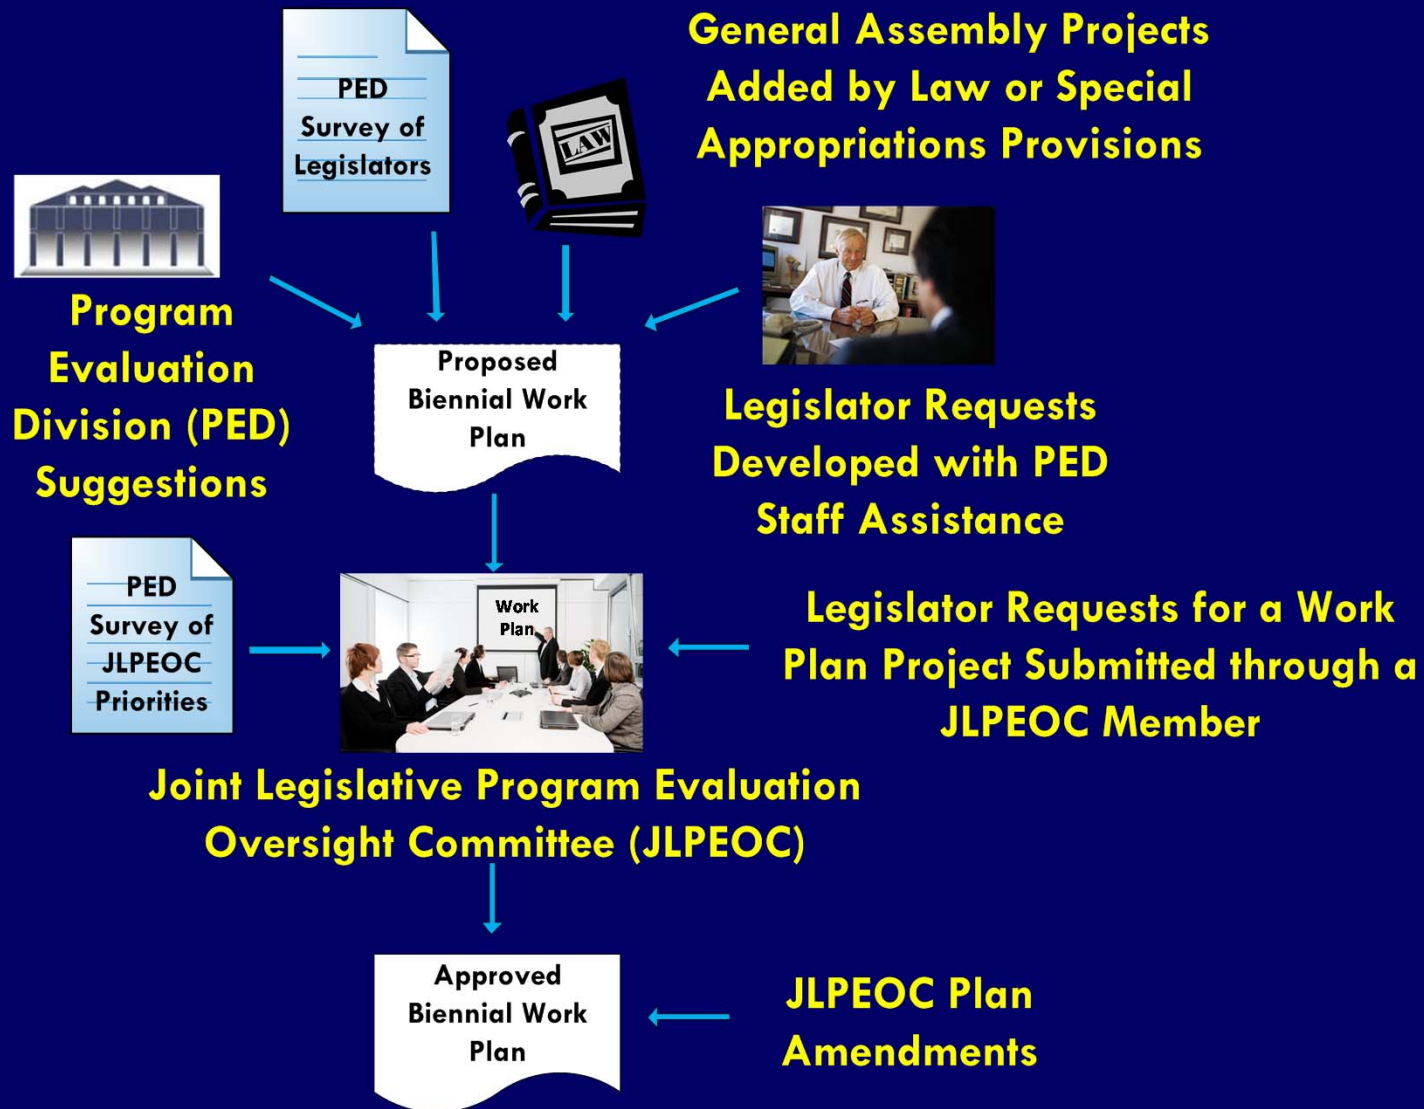 PED
Survey of
Legislators
LAW
General Assembly Projects
Added by Law or Special
Appropriations Provisions
Program
Evaluation
Division (PED)
Suggestions
Proposed
Biennial Work
Plan
Legislator Requests
Developed with PED
Staff Assistance
PED
Survey of
JLPEOC
Priorities
Work
Plan
Legislator Requests for a Work
Plan Project Submitted through a
JLPEOC Member
Joint Legislative Program Evaluation
Oversight Committee (JLPEOC)
Approved
Biennial Work
Plan
JLPEOC Plan
Amendments